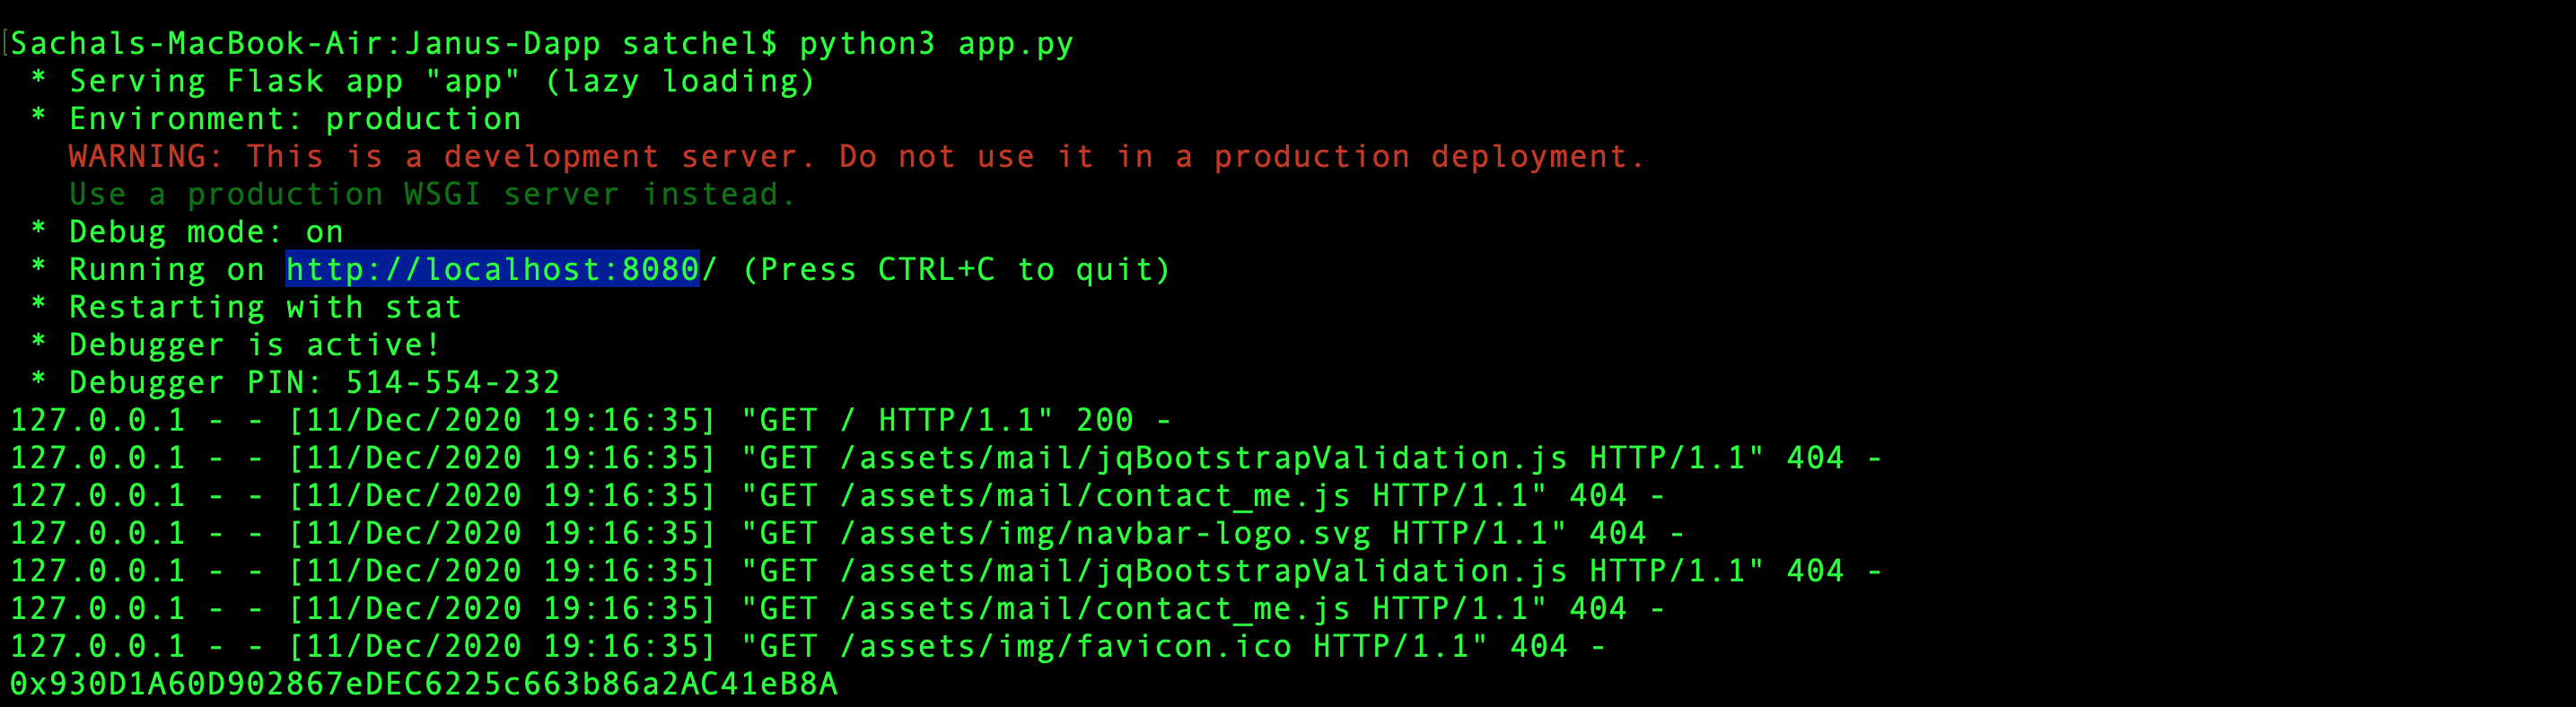 [Sachals-MacBook-Air:Janus-Dapp satchel$ python3 app.py
 * Serving Flask app "app" (lazy loading)
 * Environment: production
   WARNING: This is a development server. Do not use it in a production deployment.
   Use a production WSGI server instead.
 * Debug mode: on
 * Running on http://localhost:8080/ (Press CTRL+C to quit)
 * Restarting with stat
 * Debugger is active!
 * Debugger PIN: 514-554-232
127.0.0.1 - - [11/Dec/2020 19:16:35] "GET / HTTP/1.1" 200 -
127.0.0.1 - - [11/Dec/2020 19:16:35] "GET /assets/mail/jqBootstrapValidation.js HTTP/1.1" 404 -
127.0.0.1 - - [11/Dec/2020 19:16:35] "GET /assets/mail/contact_me.js HTTP/1.1" 404 -
127.0.0.1 - - [11/Dec/2020 19:16:35] "GET /assets/img/navbar-logo.svg HTTP/1.1" 404 -
127.0.0.1 - - [11/Dec/2020 19:16:35] "GET /assets/mail/jqBootstrapValidation.js HTTP/1.1" 404 -
127.0.0.1 - - [11/Dec/2020 19:16:35] "GET /assets/mail/contact_me.js HTTP/1.1" 404 -
127.0.0.1 - - [11/Dec/2020 19:16:35] "GET /assets/img/favicon.ico HTTP/1.1" 404 -
0x930D1A60D902867eDEC6225c663b86a2AC41eB8A